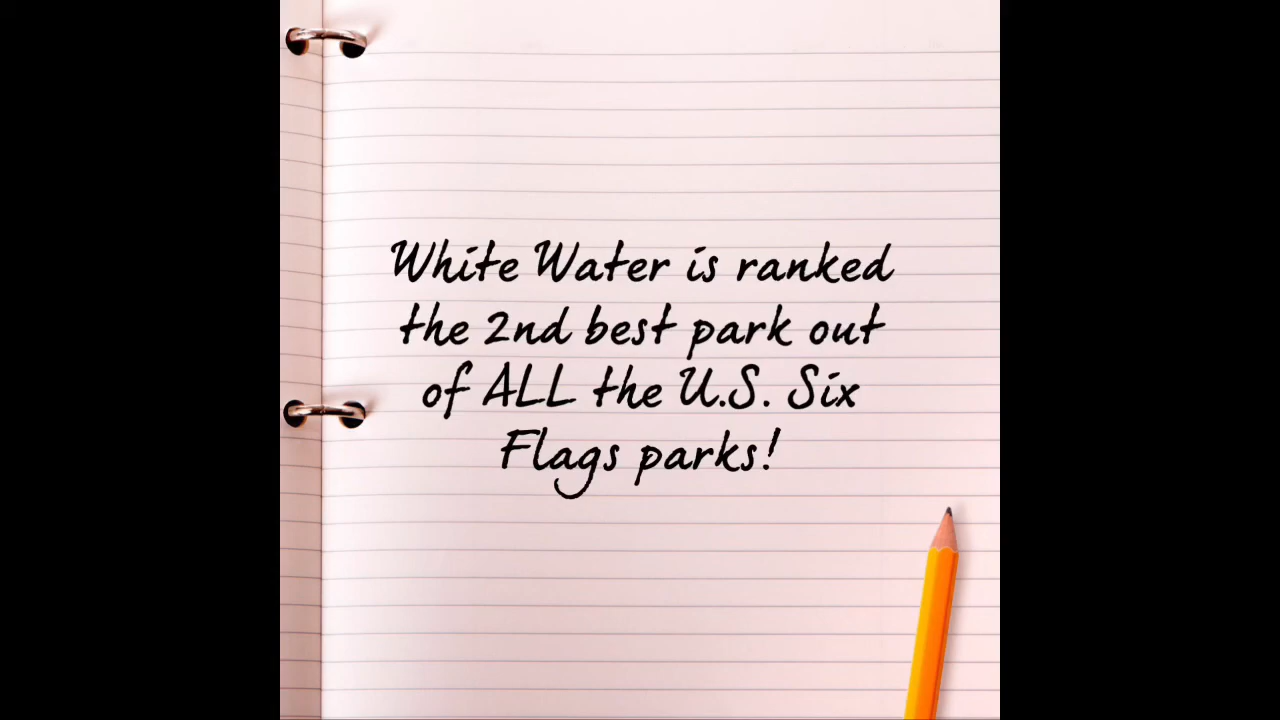 White Water is ranked
the 2nd best park out
of ALL the U.S. Six
Flags parks!